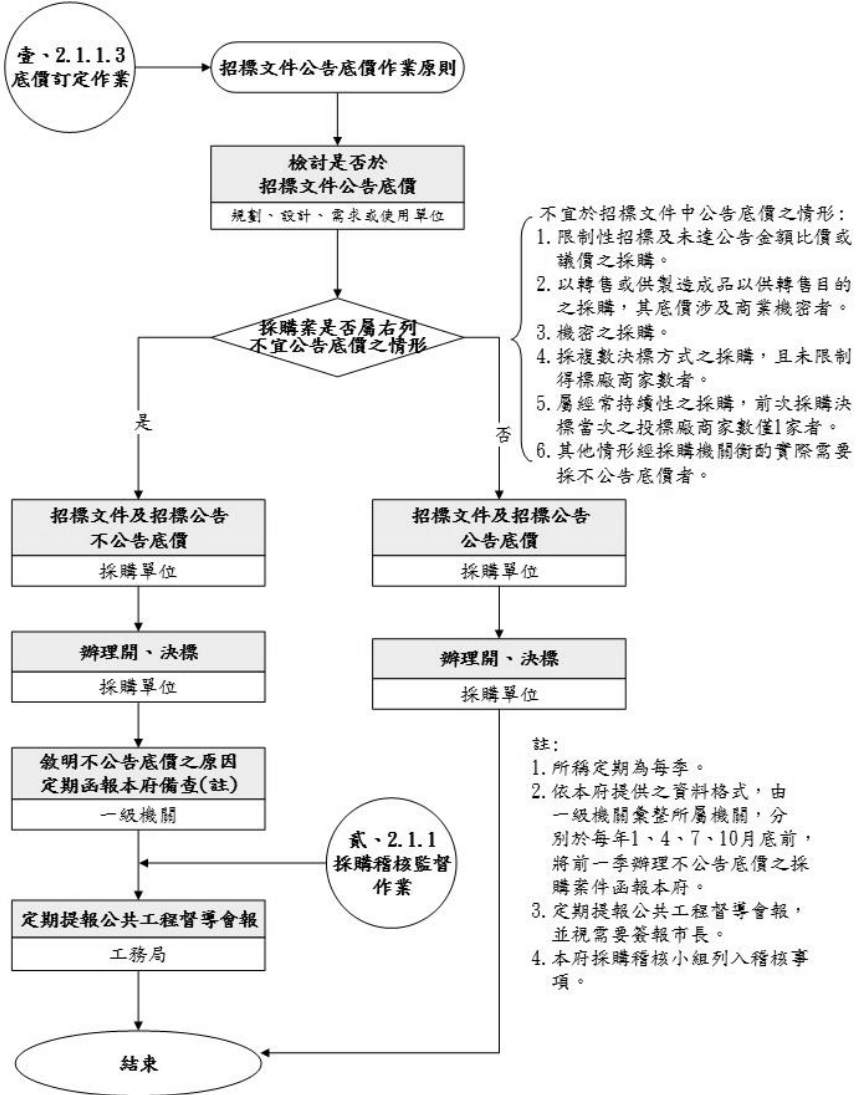 壹、2.1.1.3
底價訂定作業
招標文件公告底價作業原則
檢討是否於
招標文件公告底價
規劃、設計、需求或使用單位
不宜於招標文件中公告底價之情形:
1.限制性招標及未達公告金額比價或
議價之採購。
2.以轉售或供製造成品以供轉售目的
之採購,其底價涉及商業機密者。
3.機密之採購。
4.採複數決標方式之採購,且未限制
得標廠商家數者。
5.屬經常持續性之採購,前次採購決
標當次之投標廠商家數僅1家者。
6.其他情形經採購機關衡酌實際需要
採不公告底價者。
採購案是否屬右列
不宜公告底價之情形
是
否
招標文件及招標公告
不公告底價
採購單位
招標文件及招標公告
公告底價
採購單位
辦理開、決標
採購單位
辦理開、決標
採購單位
敘明不公告底價之原因
定期函報本府備查(註)
一級機關
貳、2.1.1
採購稽核監督
作業
定期提報公共工程督導會報
工務局
結束
註:
1.所稱定期為每季。
2.依本府提供之資料格式,由
一級機關彙整所屬機關,分
別於每年1、4、7、10月底前,
將前一季辦理不公告底價之採
購案件函報本府。
3.定期提報公共工程督導會報,
並視需要簽報市長。
4.本府採購稽核小組列入稽核事
項。